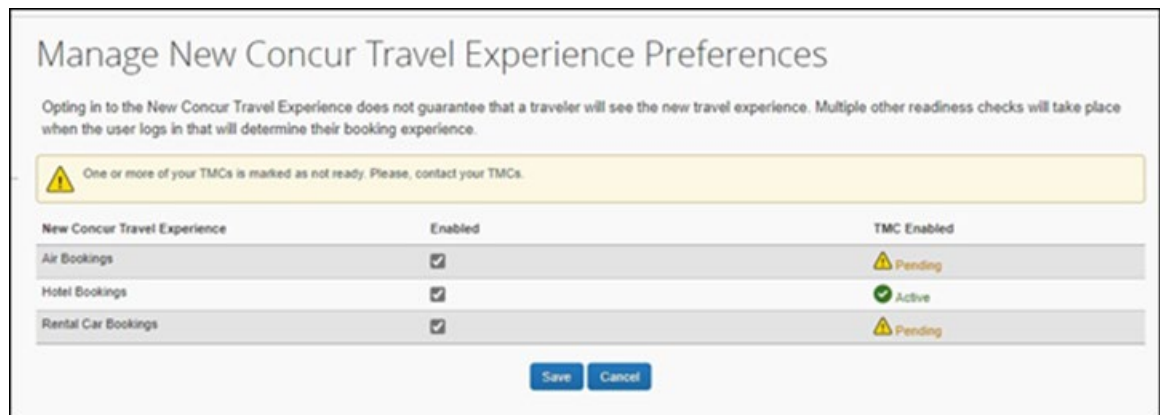 Manage New Concur Travel Experience Preferences
Opting in to the New Concur Travel Experience does not guarantee that a traveler will see the new travel experience. Multiple other readiness checks will take place
when the user logs in that will determine their booking experience.
One or more of your TMCs is marked as not ready. Please, contact your TMCs.
New Concur Travel Experience Enabled TMC Enabled
Air Bookings Pending
Hotel Bookings Active
Rental Car Bookings Pending
Save Cancel